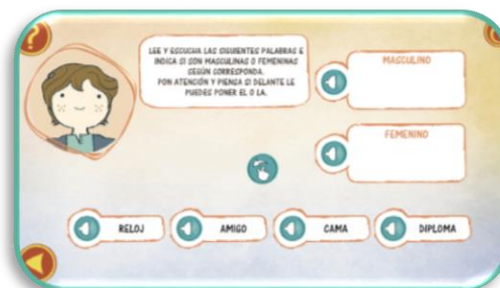 LEE Y ESCUCHA LAS SIGUIENTES PALABRAS E
INDICA SI SON MASCULINAS O FEMENINAS
SEGÚN CORRESPONDA.
PON ATENCIÓN Y PIENSA SI DELANTE LE
PUEDES PONER EL O LA.
MASCULINO
FEMENINO
RELOJ
AMIGO
CAMA
DIPLOMA